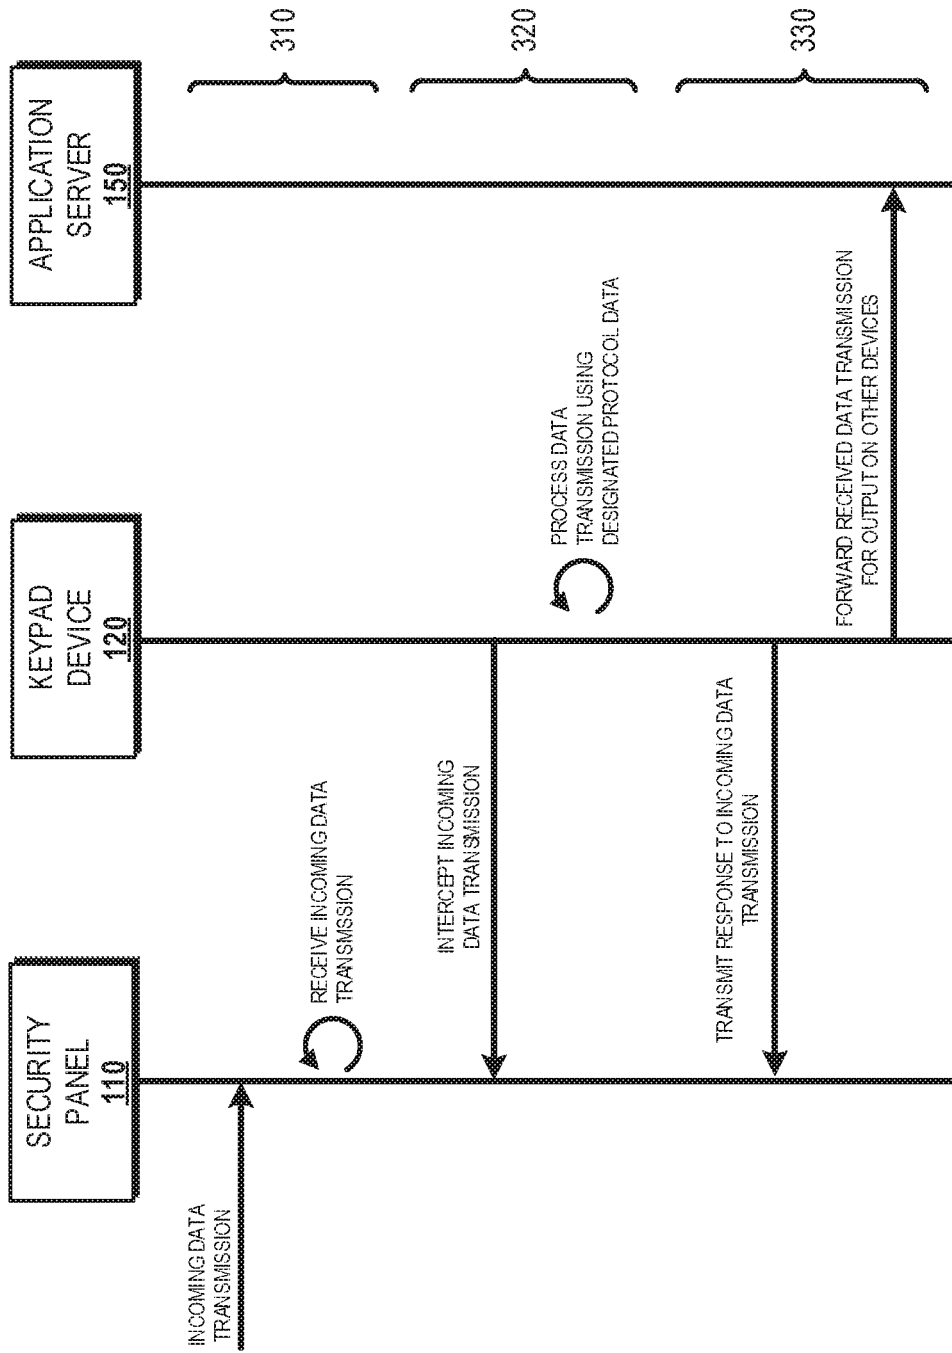 SECURITY
PANEL
110
KEYPAD
DEVICE
120
APPLICATION
SERVER
150
INCOMING DATA
TRANSMISSION
310
RECEIVE INCOMING DATA
TRANSMSSION
INTERCEPT INCOMING
DATA TRANSMISSION
320
PROCESS DATA
TRANSMISSION USING
DESIGNATED PROTOCOL DATA
TRANSMIT RESPONSE TO INCOMING DATA
TRANSMISSION
330
FORWARD RECEIVED DATA TRANSMISSION
FOR OUTPUT ON OTHER DEVICES